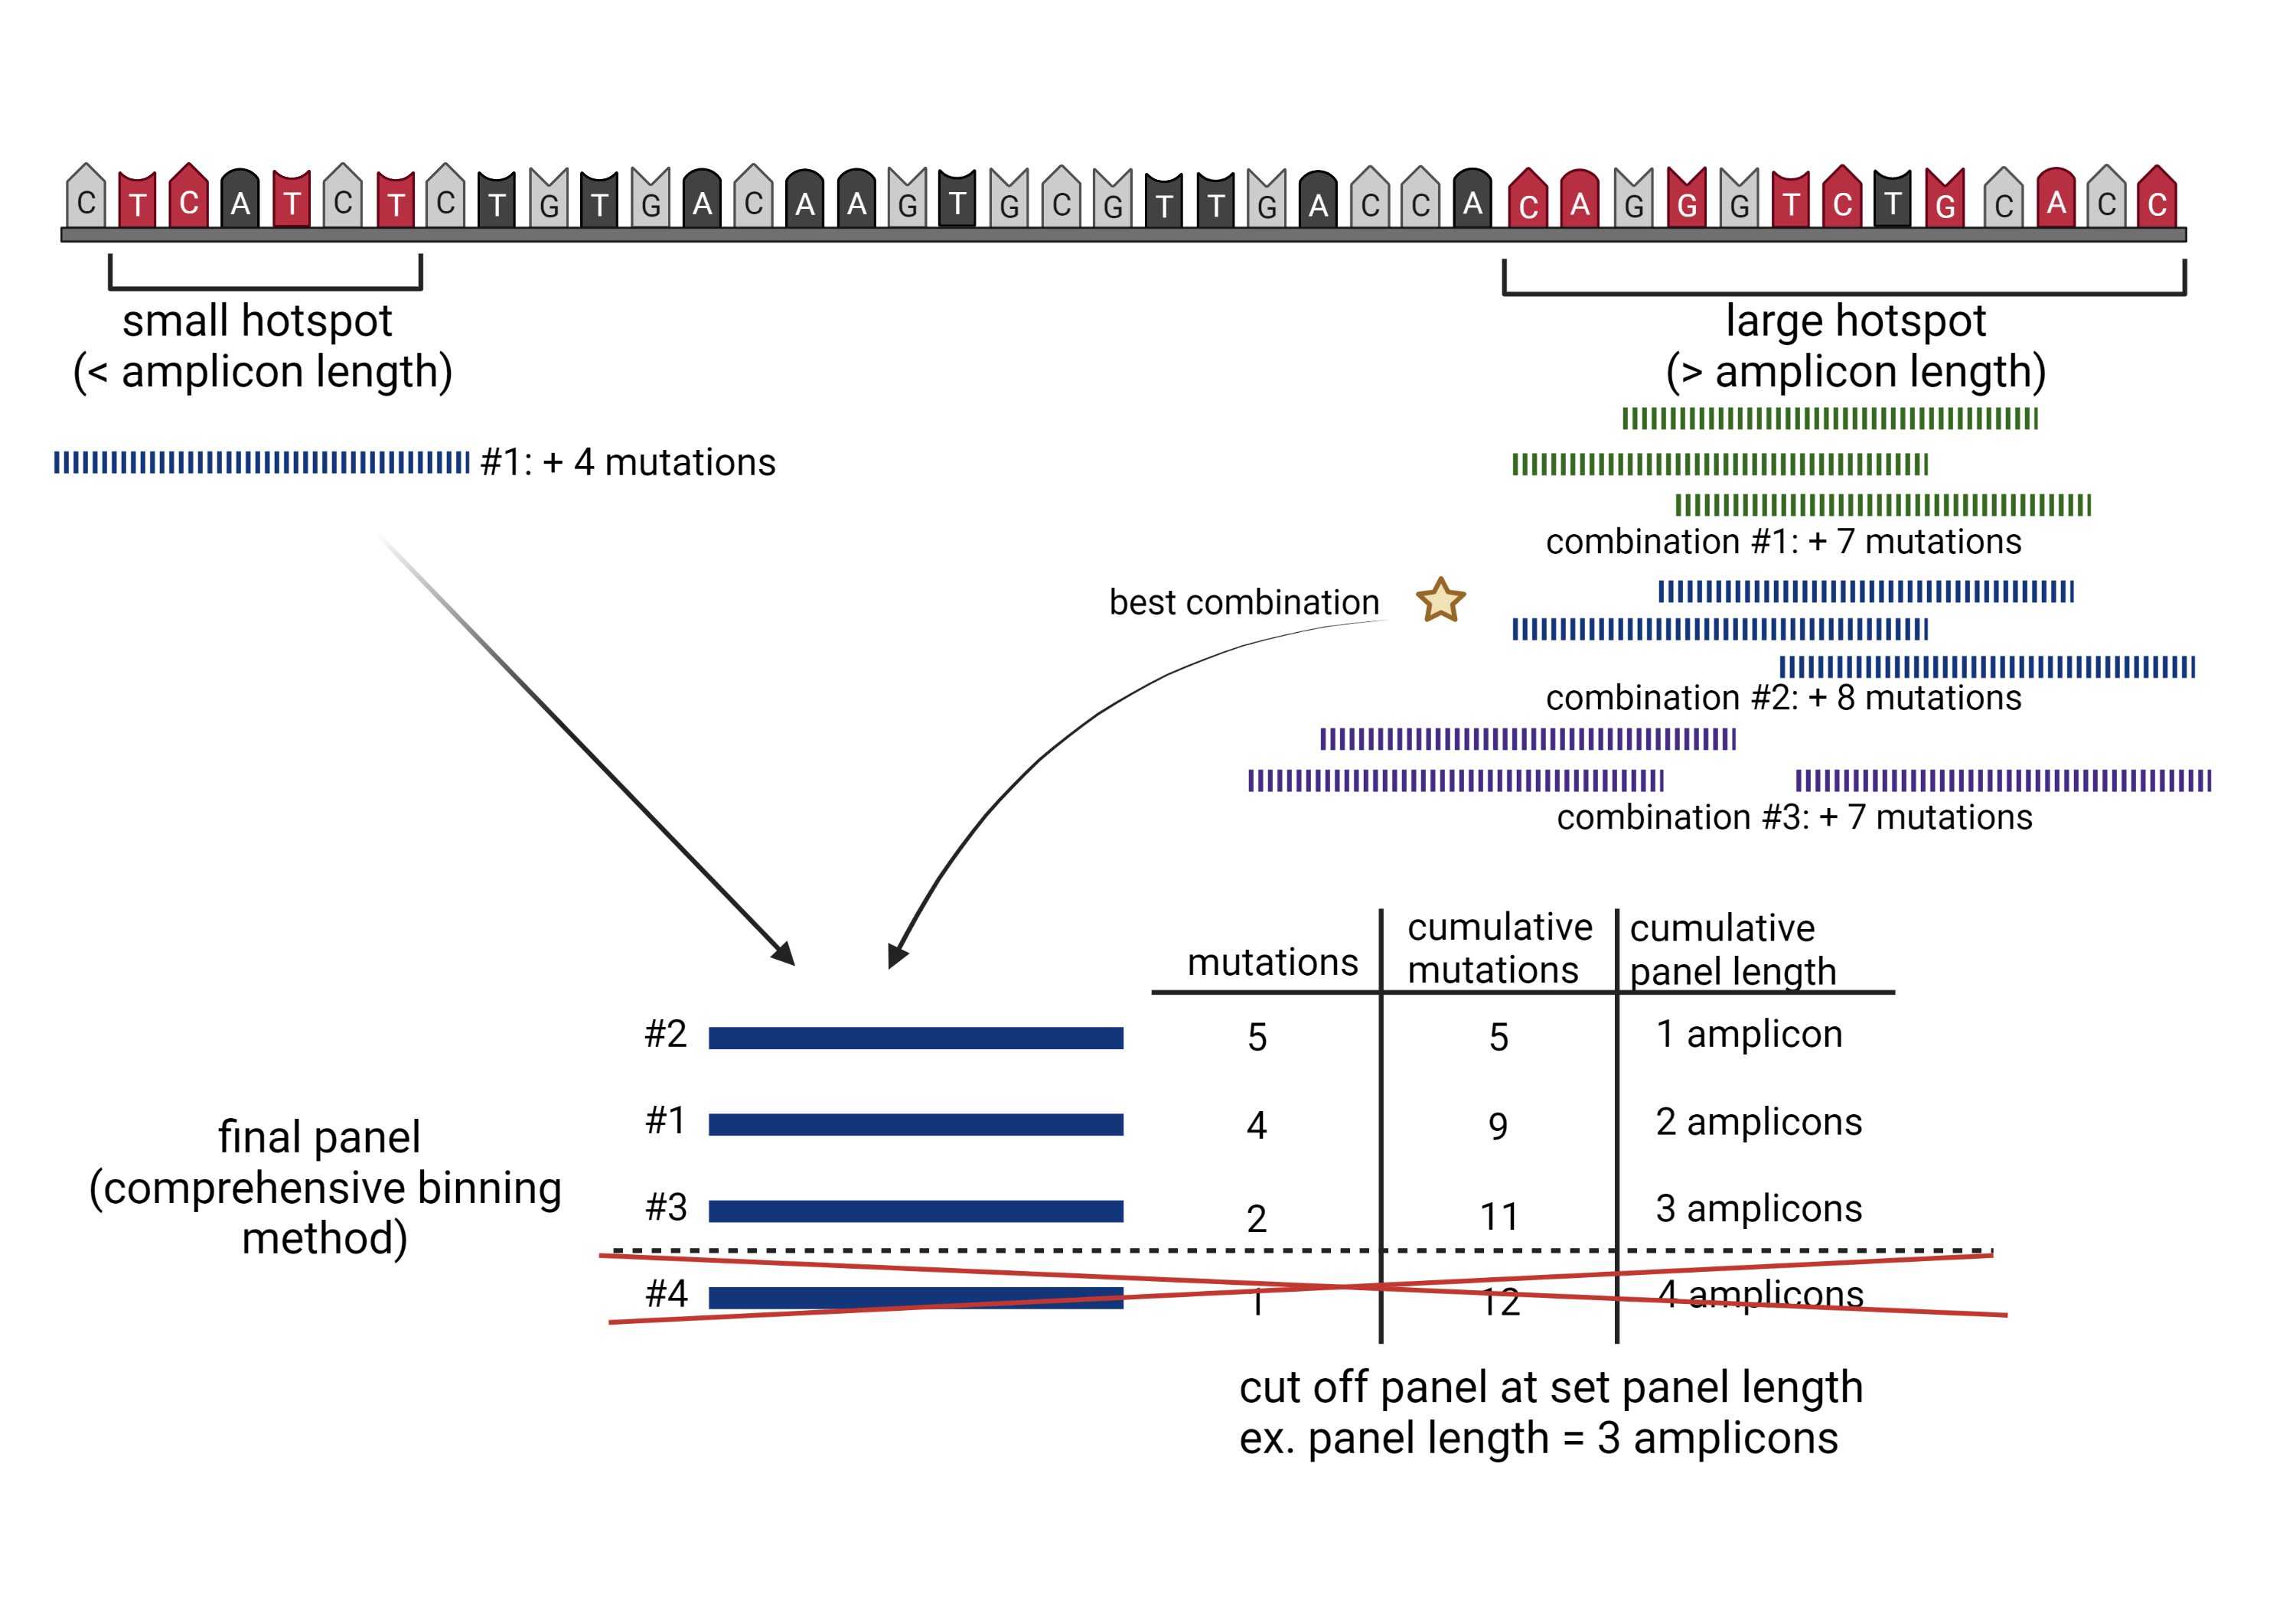 C T C A T C T C T G T G A C A A G T G C G T T G A C C A C A G G G T C T G C A C C
small hotspot
(< amplicon length)
large hotspot
(> amplicon length)
#1: + 4 mutations
combination #1: + 7 mutations
best combination
combination #2: + 8 mutations
combination #3: + 7 mutations
mutations
cumulative
mutations
cumulative
panel length
#2 5 5 1 amplicon
#1 4 9 2 amplicons
#3 2 11 3 amplicons
#4 1 12 4 amplicons
final panel
(comprehensive binning
method)
cut off panel at set panel length
ex. panel length = 3 amplicons